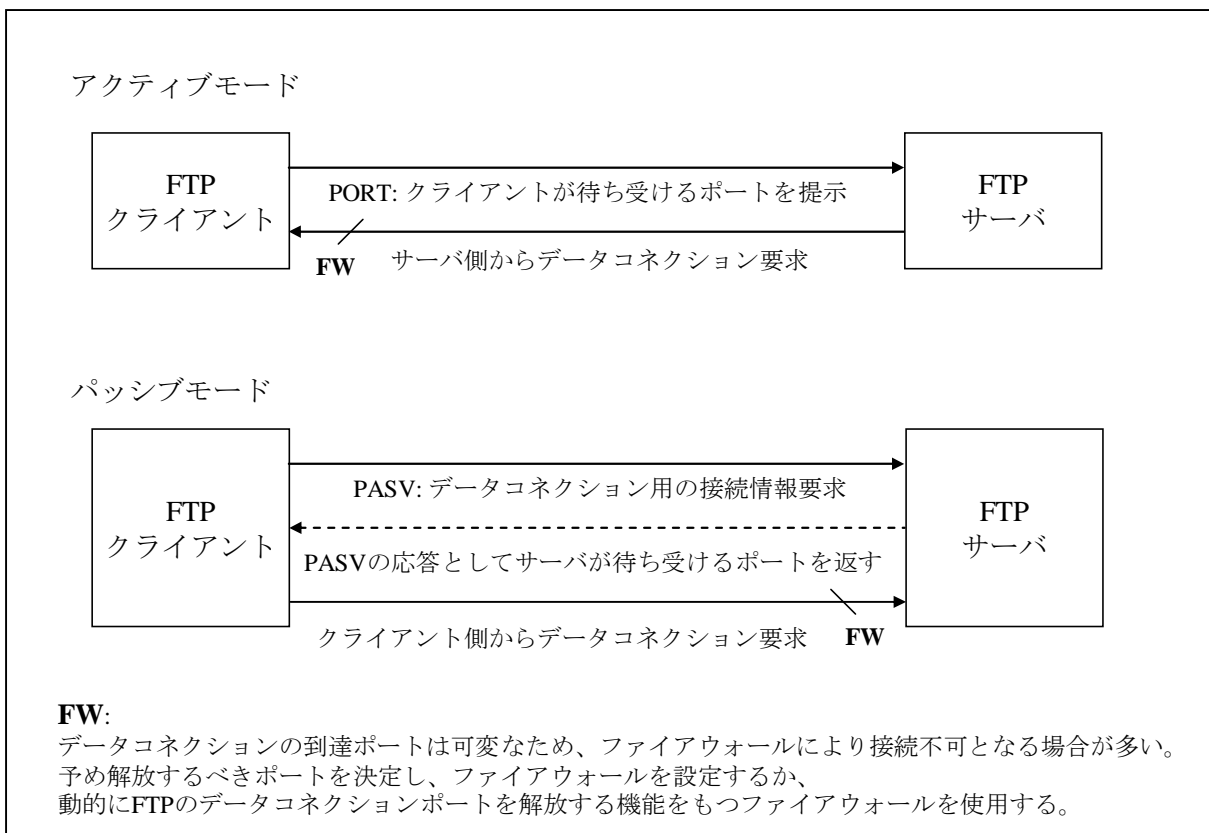 アクティブモード
FTP
クライアント
PORT: クライアントが待ち受けるポートを提示
FW
サーバ側からデータコネクション要求
FTP
サーバ
パッシブモード
FTP
クライアント
PASV: データコネクション用の接続情報要求
PASVの応答としてサーバが待ち受けるポートを返す
クライアント側からデータコネクション要求
FW
FTP
サーバ
FW:
データコネクションの到達ポートは可変なため、ファイアウォールにより接続不可となる場合が多い。
予め解放するべきポートを決定し、ファイアウォールを設定するか、
動的にFTPのデータコネクションポートを解放する機能をもつファイアウォールを使用する。